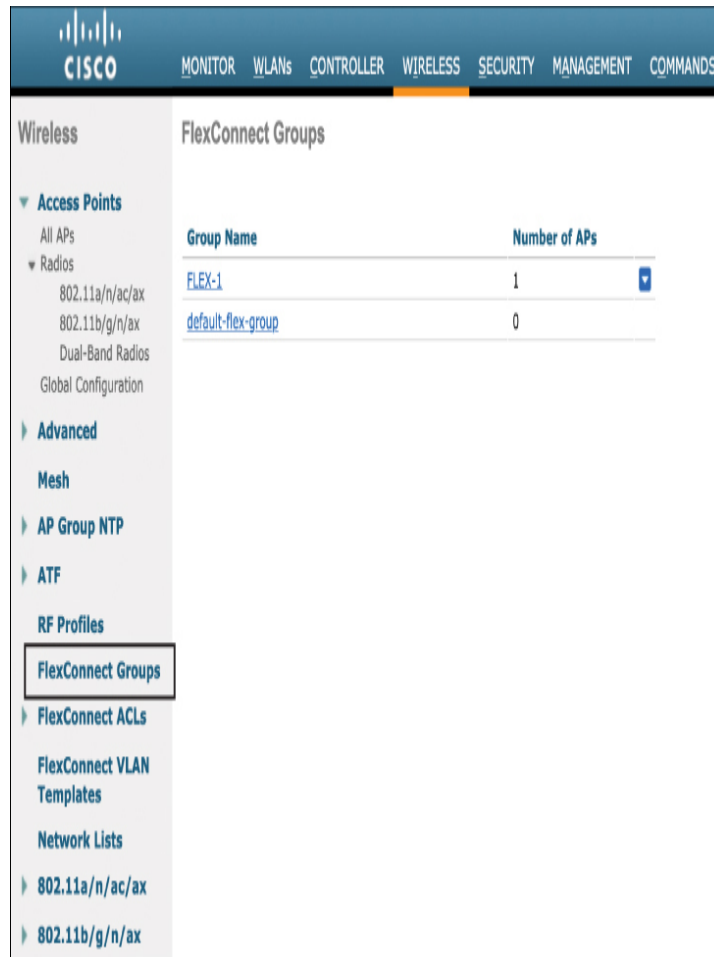 CISCO
MONITOR WLANs CONTROLLER WIRELESS SECURITY MANAGEMENT COMMANDS
Wireless
Access Points
All APs
Radios
802.11a/n/ac/ax
802.11b/g/n/ax
Dual-Band Radios
Global Configuration
Advanced
Mesh
AP Group NTP
ATF
RF Profiles
FlexConnect Groups
FlexConnect ACLs
FlexConnect VLAN
Templates
Network Lists
802.11a/n/ac/ax
802.11b/g/n/ax
FlexConnect Groups
Group Name Number of APs
FLEX-1 1
default-flex-group 0